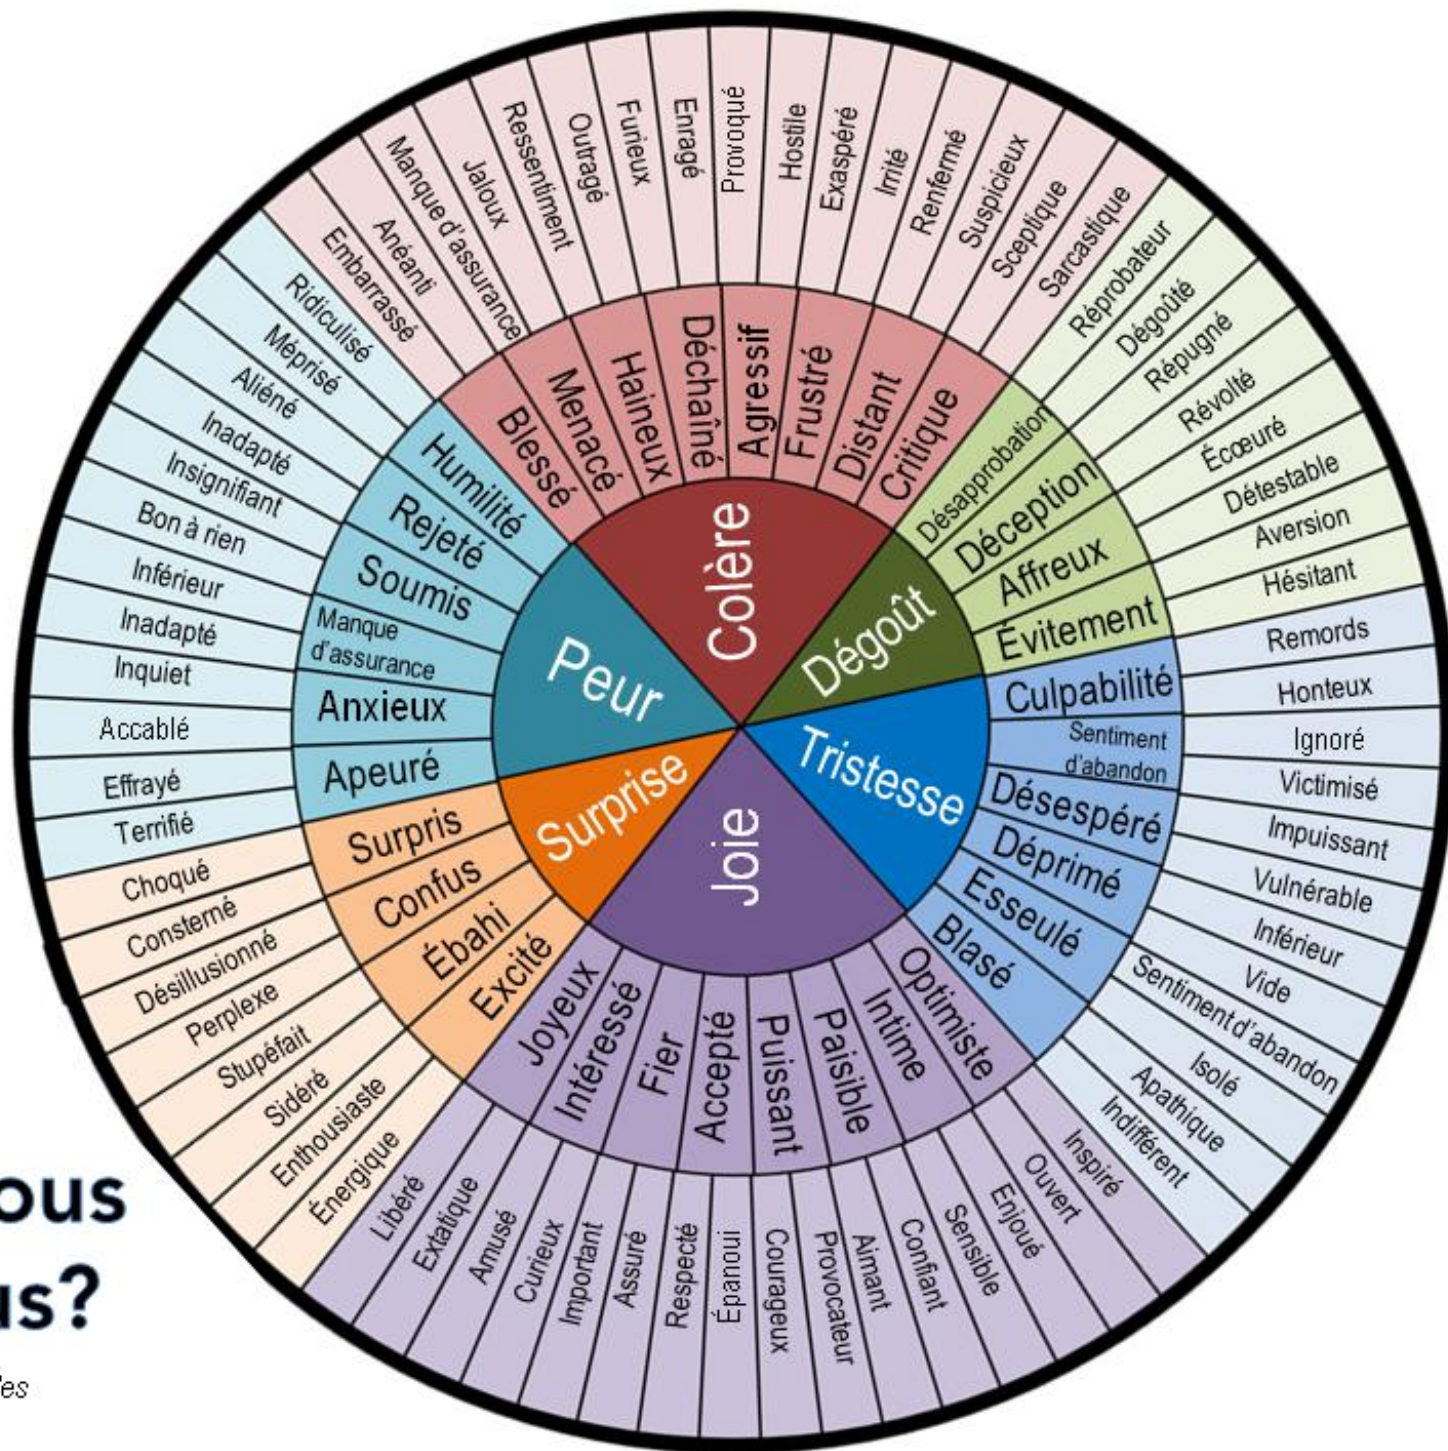 Colère
Dégoût
Tristesse
Joie
Surprise
Peur
Blessé
Menacé
Haineux
Déchaîné
Agressif
Frustré
Distant
Critique
Désapprobation
Déception
Affreux
Évitement
Culpabilité
Sentiment
d'abandon
Désespéré
Déprimé
Esseulé
Blasé
Optimiste
Intime
Paisible
Puissant
Accepté
Fier
Intéressé
Joyeux
Excité
Ébahi
Confus
Surpris
Apeuré
Anxieux
Manque
d'assurance
Soumis
Rejeté
Humilité
Embarrassé
Anéanti
Manque d'assurance
Jaloux
Ressentiment
Outragé
Furieux
Enragé
Provoqué
Hostile
Exaspéré
Irrité
Renfermé
Suspicieux
Sceptique
Sarcastique
Réprobateur
Dégoûté
Répugné
Révolté
Écœuré
Détestable
Aversion
Hésitant
Remords
Honteux
Ignoré
Victimisé
Impuissant
Vulnérable
Inférieur
Vide
Sentiment d'abandon
Isolé
Apathique
Indifférent
Inspiré
Ouvert
Enjoué
Sensible
Confiant
Aimant
Provocateur
Courageux
Épanoui
Respecté
Assuré
Important
Curieux
Amusé
Extatique
Libéré
Énergique
Enthousiaste
Sidéré
Stupéfait
Perplexe
Désillusionné
Consterné
Choqué
Terrifié
Effrayé
Accablé
Inquiet
Inadapté
Inférieur
Bon à rien
Insignifiant
Inadapté
Aliéné
Méprisé
Ridiculisé
ous
us?
es